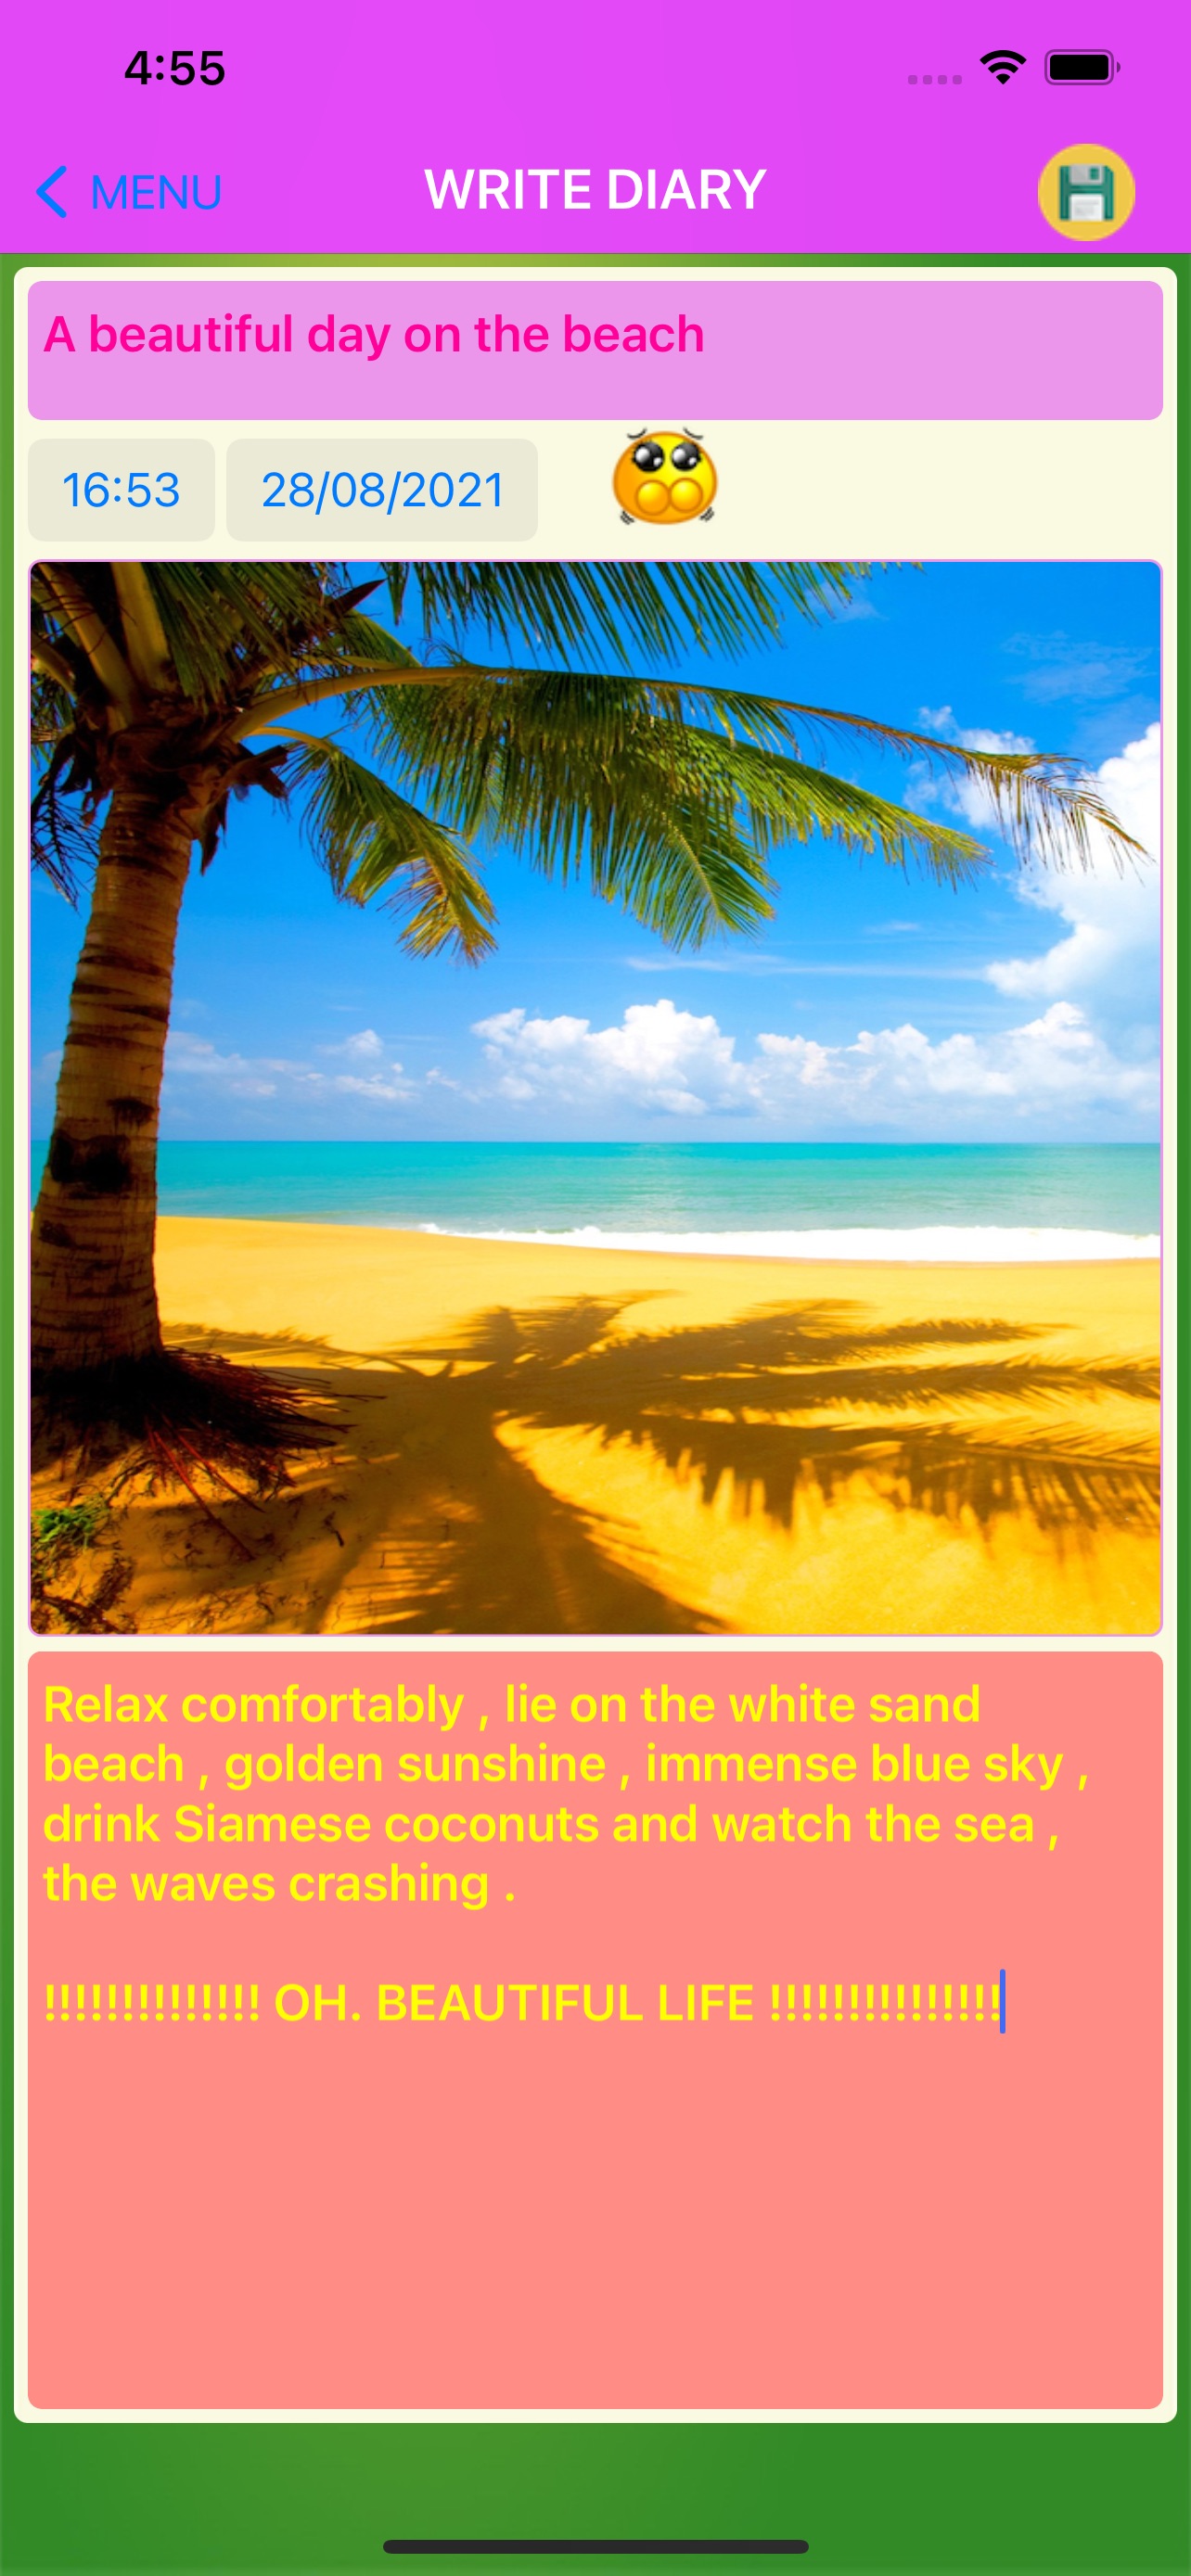 4:55
MENU
WRITE DIARY
A beautiful day on the beach
16:53
28/08/2021
Relax comfortably , lie on the white sand
beach , golden sunshine , immense blue sky ,
drink Siamese coconuts and watch the sea ,
the waves crashing .
!!!!!!!!!!!!!! OH. BEAUTIFUL LIFE !!!!!!!!!!!!!!!